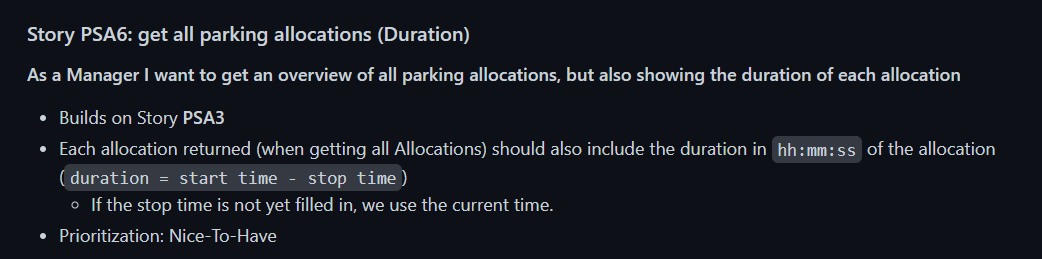 Story PSA6: get all parking allocations (Duration)
As a Manager I want to get an overview of all parking allocations, but also showing the duration of each allocation
• Builds on Story PSA3
• Each allocation returned (when getting all Allocations) should also include the duration in hh:mm:ss of the allocation
(duration = start time - stop time)
◦ If the stop time is not yet filled in, we use the current time.
• Prioritization: Nice-To-Have